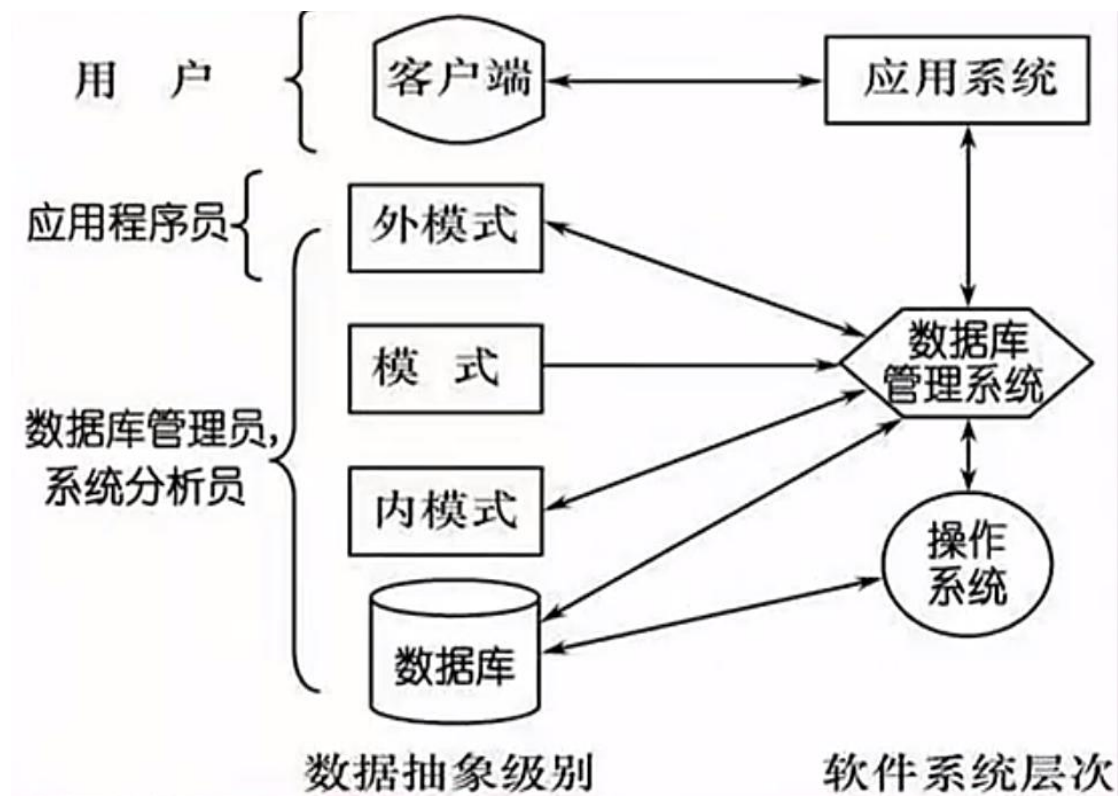 用 户
客户端
应用系统
应用程序员
外模式
模 式
数据库
管理系统
数据库管理员,
系统分析员
内模式
操作
系统
数据库
数据抽象级别
软件系统层次